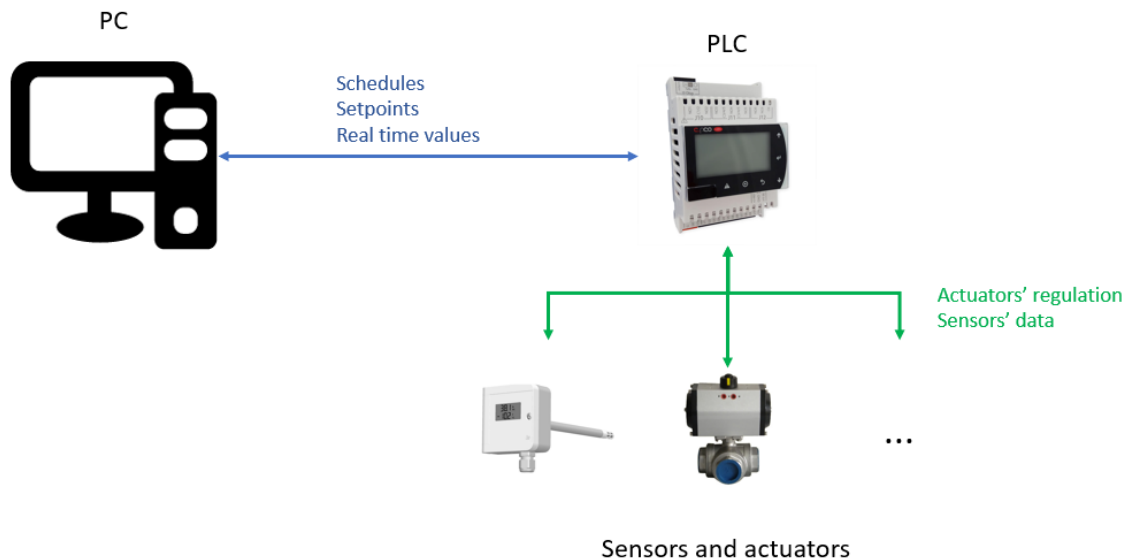 PC
PLC
Schedules
Setpoints
Real time values
Actuators’ regulation
Sensors’ data
...
Sensors and actuators